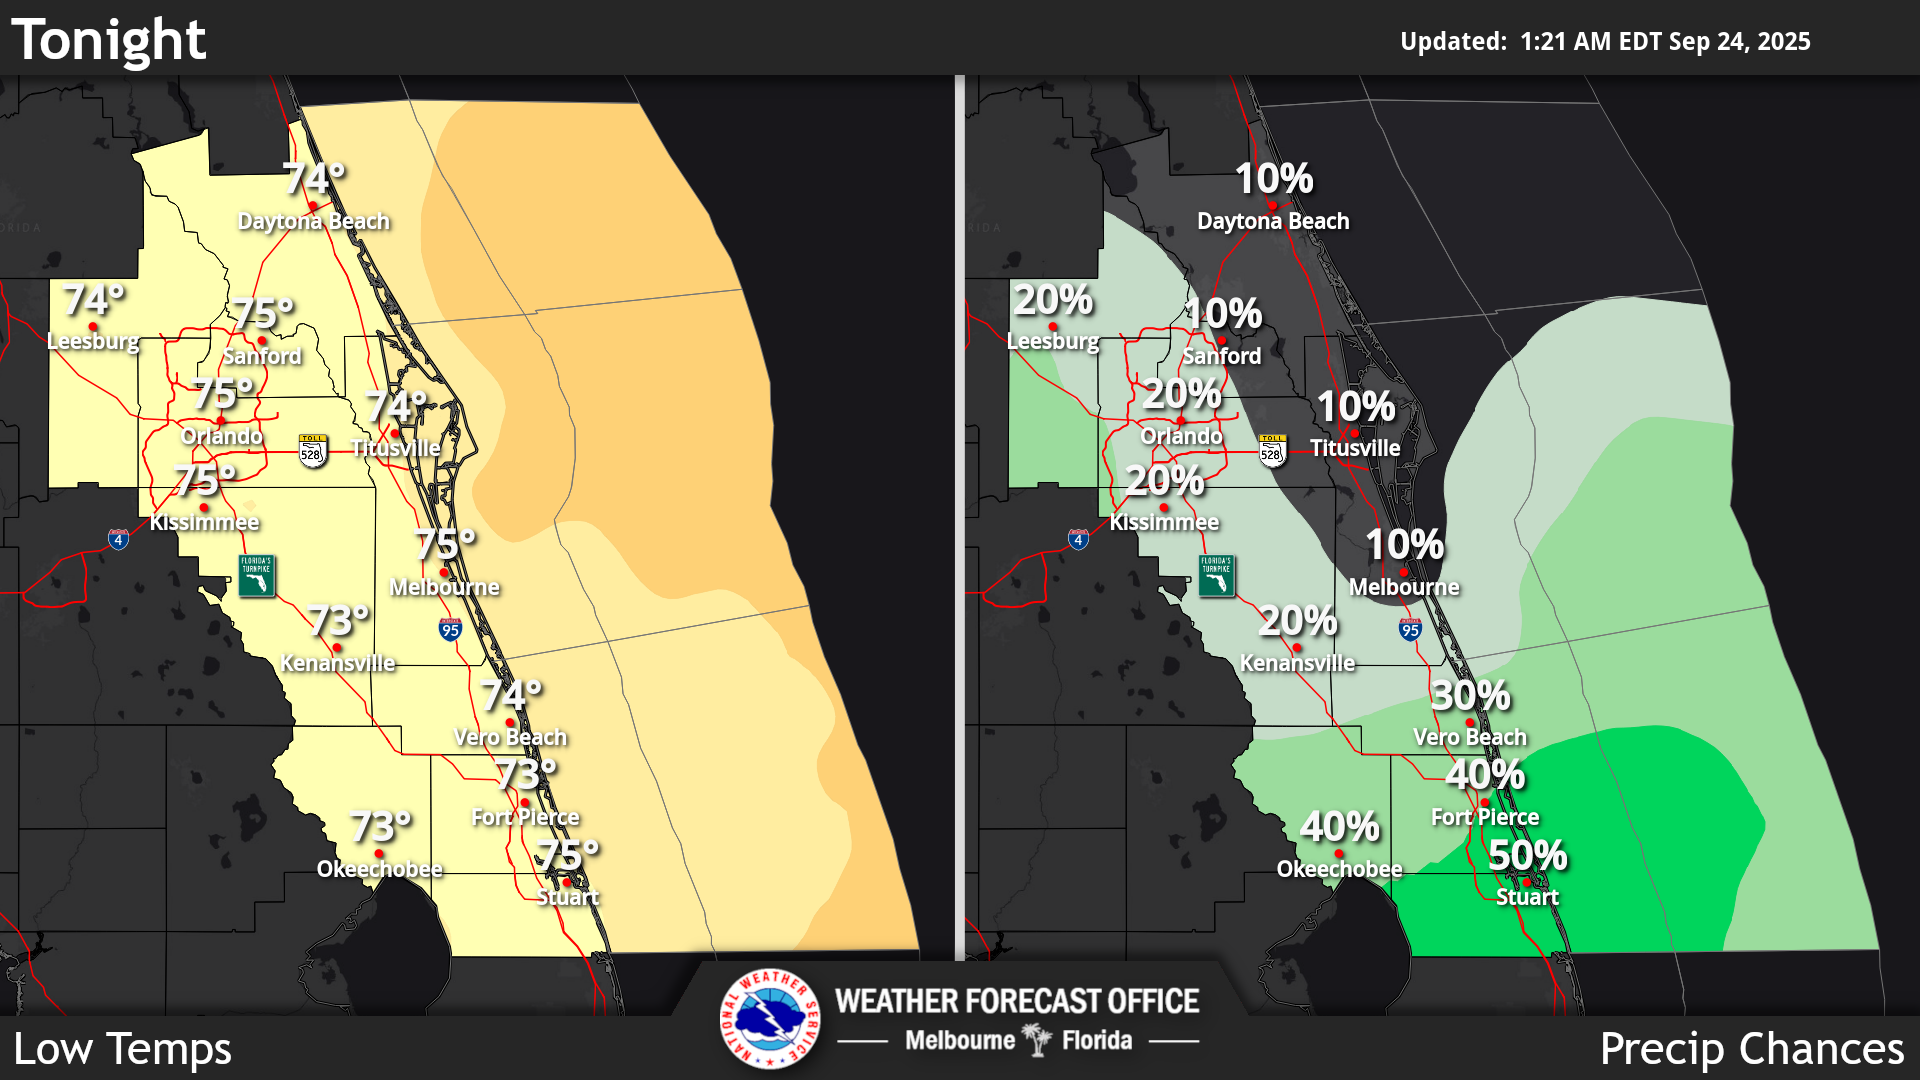 Tonight
Updated: 1:21 AM EDT Sep 24, 2025
74°
Daytona Beach
74°
Leesburg
75°
Sanford
75°
Orlando
74°
Titusville
TOLL
528
75°
Kissimmee
4
FLORIDA'S
TURNPIKE
75°
Melbourne
95
73°
Kenansville
74°
Vero Beach
73°
Fort Pierce
73°
Okeechobee
75°
Stuart
10%
Daytona Beach
20%
Leesburg
10%
Sanford
20%
Orlando
10%
Titusville
TOLL
528
20%
Kissimmee
4
FLORIDA'S
TURNPIKE
10%
Melbourne
95
20%
Kenansville
30%
Vero Beach
40%
Fort Pierce
40%
Okeechobee
50%
Stuart
NATIONAL WEATHER SERVICE
WEATHER FORECAST OFFICE
Melbourne Florida
Low Temps
Precip Chances